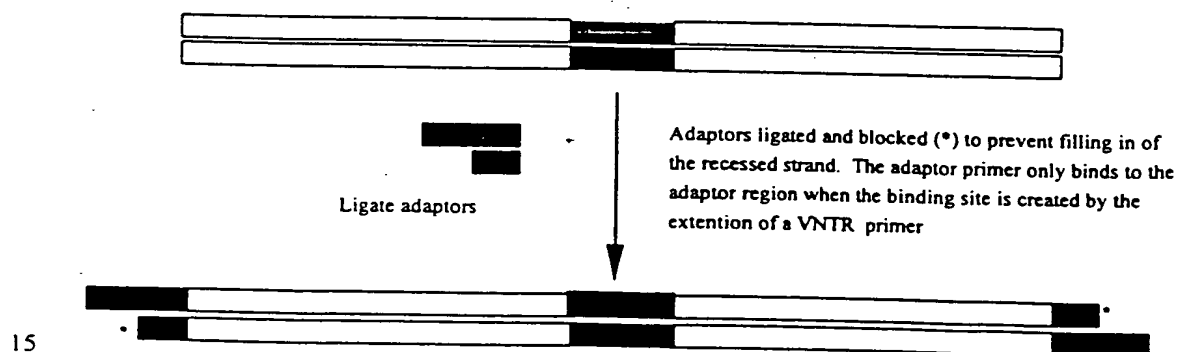 Adaptors ligated and blocked (*) to prevent filling in of
the recessed strand. The adaptor primer only binds to the
adaptor region when the binding site is created by the
extention of a VNTR primer
Ligate adaptors
15